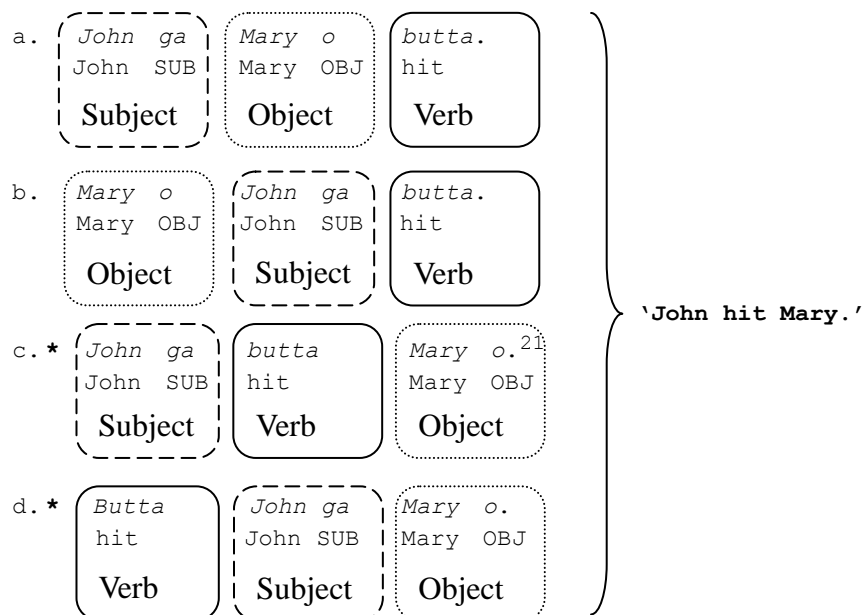 a. John ga Mary o butta.
John SUB Mary OBJ hit
Subject Object Verb
b. Mary o John ga butta.
Mary OBJ John SUB hit
Object Subject Verb
‘John hit Mary.’
c. * John ga butta Mary o.21
John SUB hit Mary OBJ
Subject Verb Object
d. * Butta John ga Mary o.
hit John SUB Mary OBJ
Verb Subject Object